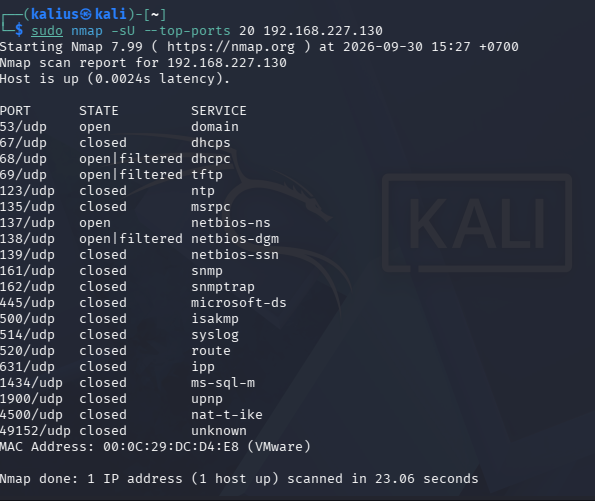 ┌──(kalius㉿kali)-[~]
└─$ sudo nmap -sU --top-ports 20 192.168.227.130
Starting Nmap 7.99 ( https://nmap.org ) at 2026-09-30 15:27 +0700
Nmap scan report for 192.168.227.130
Host is up (0.0024s latency).

PORT      STATE         SERVICE
53/udp    open          domain
67/udp    closed        dhcps
68/udp    open|filtered dhcpc
69/udp    open|filtered tftp
123/udp   closed        ntp
135/udp   closed        msrpc
137/udp   open          netbios-ns
138/udp   open|filtered netbios-dgm
139/udp   closed        netbios-ssn
161/udp   closed        snmp
162/udp   closed        snmptrap
445/udp   closed        microsoft-ds
500/udp   closed        isakmp
514/udp   closed        syslog
520/udp   closed        route
631/udp   closed        ipp
1434/udp  closed        ms-sql-m
1900/udp  closed        upnp
4500/udp  closed        nat-t-ike
49152/udp closed        unknown
MAC Address: 00:0C:29:DC:D4:E8 (VMware)

Nmap done: 1 IP address (1 host up) scanned in 23.06 seconds
KALI